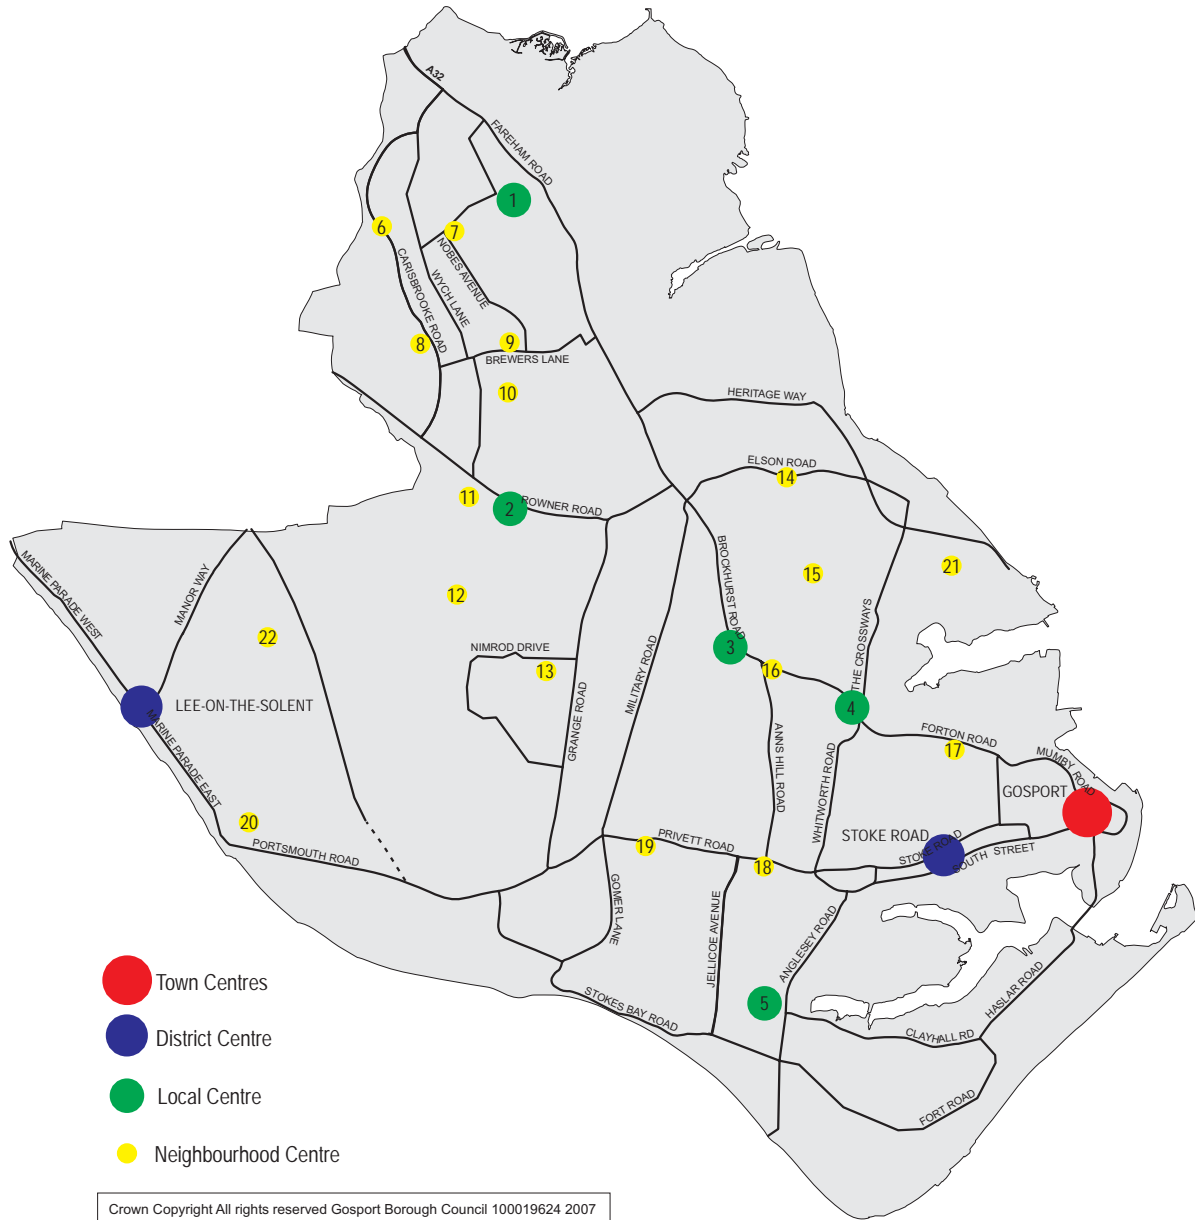 A32
FAREHAM ROAD
1
6
7
NOBES AVENUE
WYCH LANE
CARISBROOKE ROAD
8
9
BREWERS LANE
10
HERITAGE WAY
ELSON ROAD
14
11
2
ROWNER ROAD
BROCKHURST ROAD
15
21
MARINE PARADE WEST
MANOR WAY
12
THE CROSSWAYS
22
NIMROD DRIVE
13
3
16
MILITARY ROAD
GRANGE ROAD
LEE-ON-THE-SOLENT
4
ANNS HILL ROAD
FORTON ROAD
17
MUMBY ROAD
MARINE PARADE EAST
WHITWORTH ROAD
GOSPORT
20
PORTSMOUTH ROAD
19
PRIVETT ROAD
18
STOKE ROAD
STOKE ROAD
SOUTH STREET
GOMER LANE
JELLICOE AVENUE
ANGLESEY ROAD
5
STOKES BAY ROAD
HASLAR ROAD
CLAYHALL RD
FORT ROAD
Town Centres
District Centre
Local Centre
Neighbourhood Centre
Crown Copyright All rights reserved Gosport Borough Council 100019624 2007